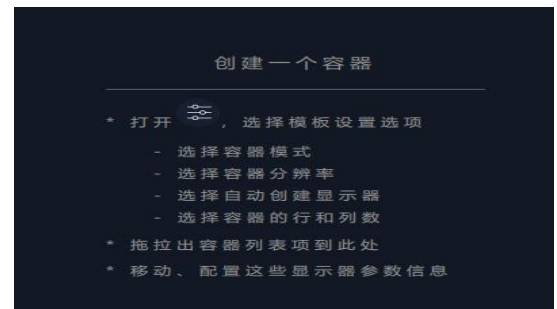 创建一个容器
* 打开 ，选择模板设置选项
- 选择容器模式
- 选择容器分辨率
- 选择自动创建显示器
- 选择容器的行和列数
* 拖拉出容器列表项到此处
* 移动、配置这些显示器参数信息